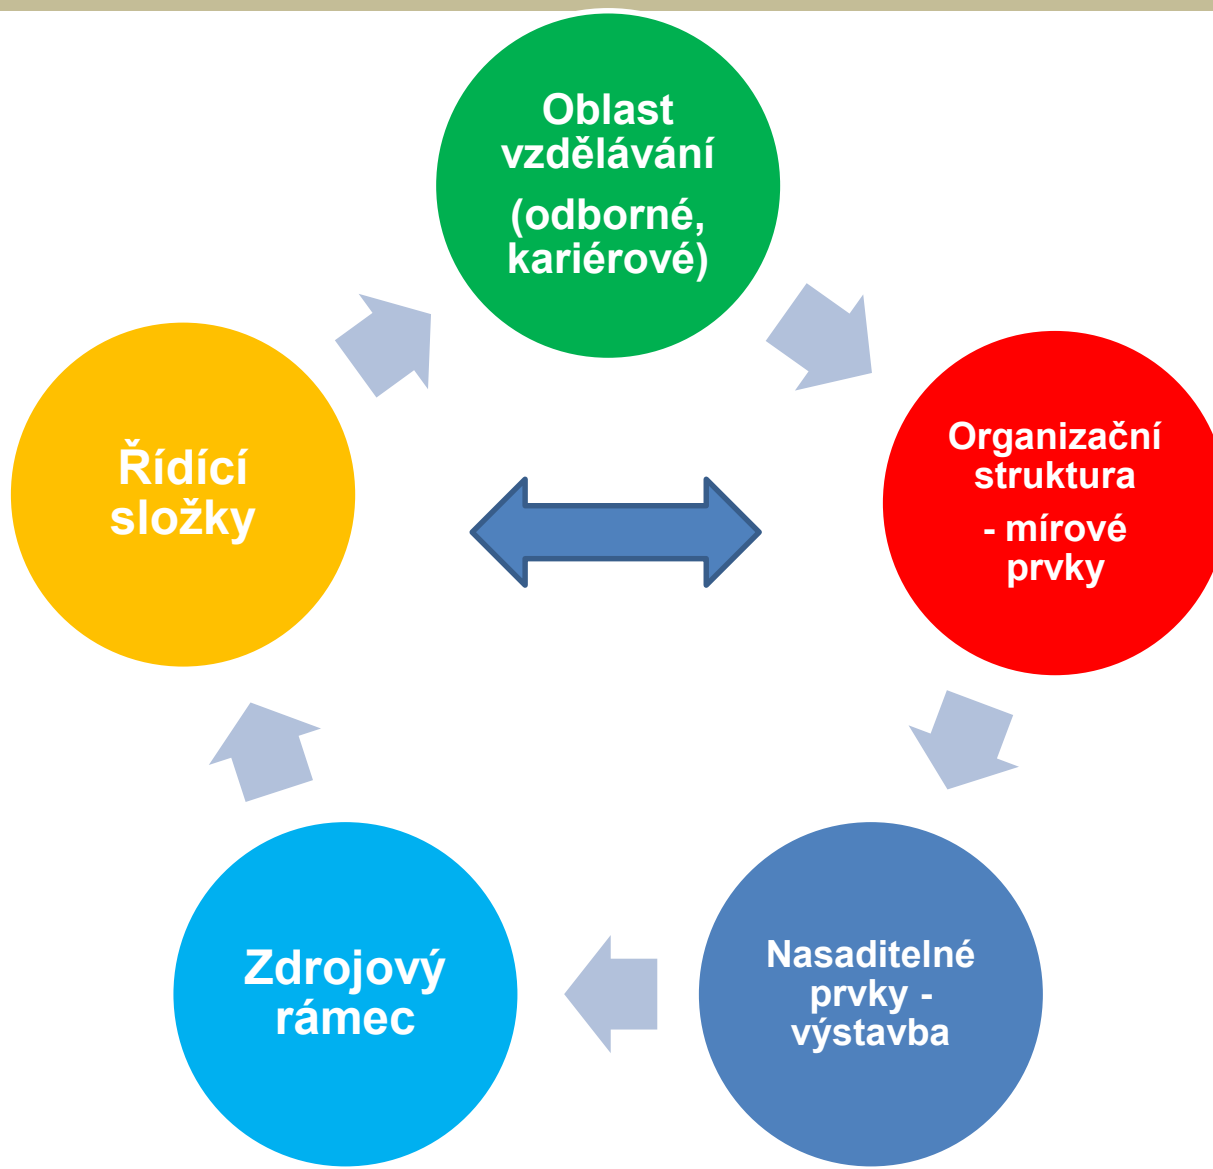 Oblast
vzdělávání
(odborné,
kariérové)
Organizační
struktura
- mírové
prvky
Nasaditelné
prvky -
výstavba
Zdrojový
rámec
Řídící
složky